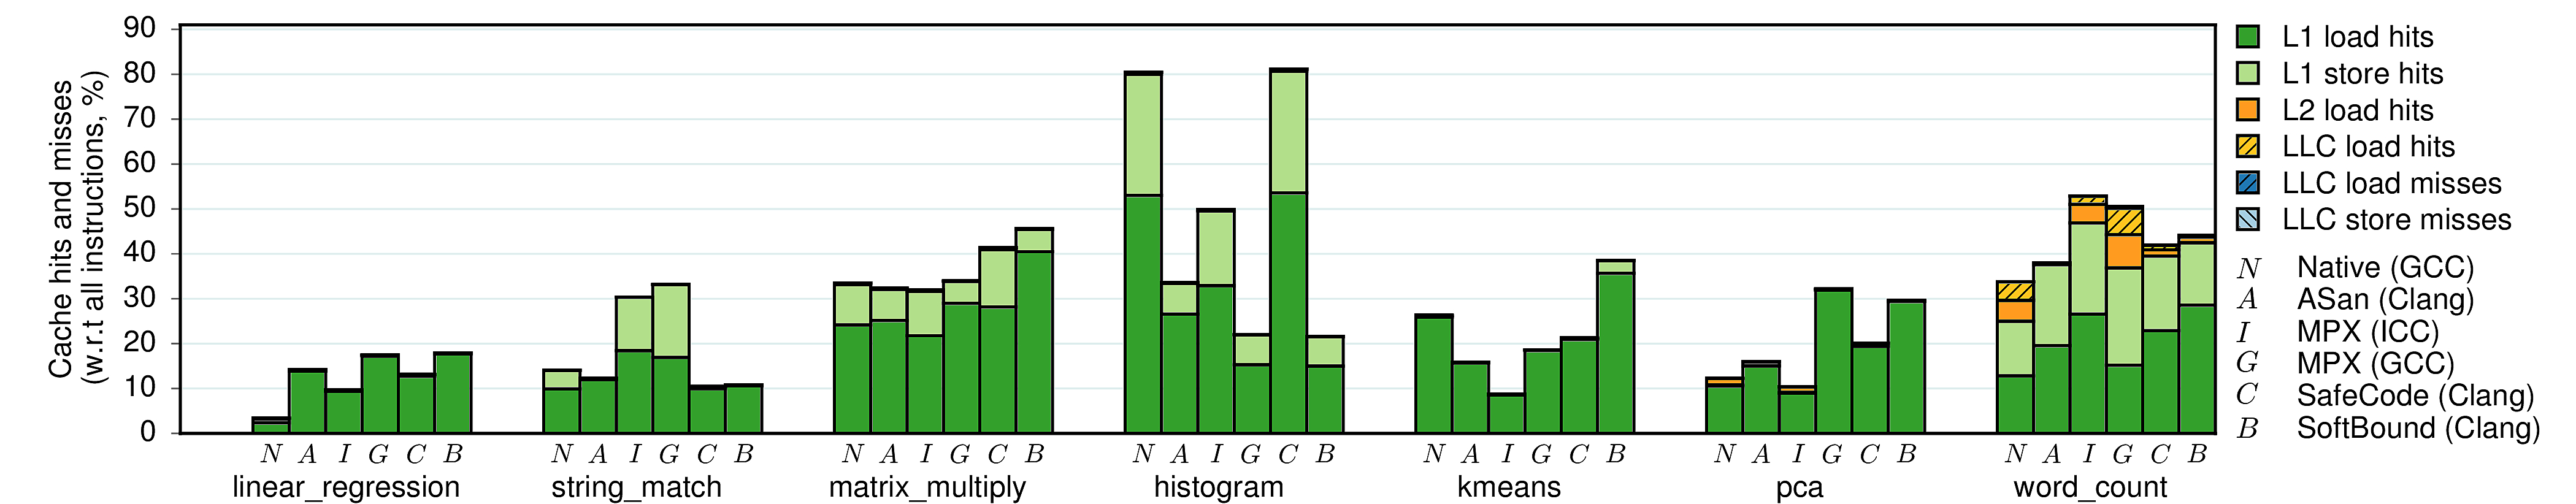 Cache hits and misses
(w.r.t all instructions, %)
90
80
70
60
50
40
30
20
10
0
N A I G C B
linear_regression
N A I G C B
string_match
N A I G C B
matrix_multiply
N A I G C B
histogram
N A I G C B
kmeans
N A I G C B
pca
N A I G C B
word_count
L1 load hits
L1 store hits
L2 load hits
LLC load hits
LLC load misses
LLC store misses
N Native (GCC)
A ASan (Clang)
I MPX (ICC)
G MPX (GCC)
C SafeCode (Clang)
B SoftBound (Clang)